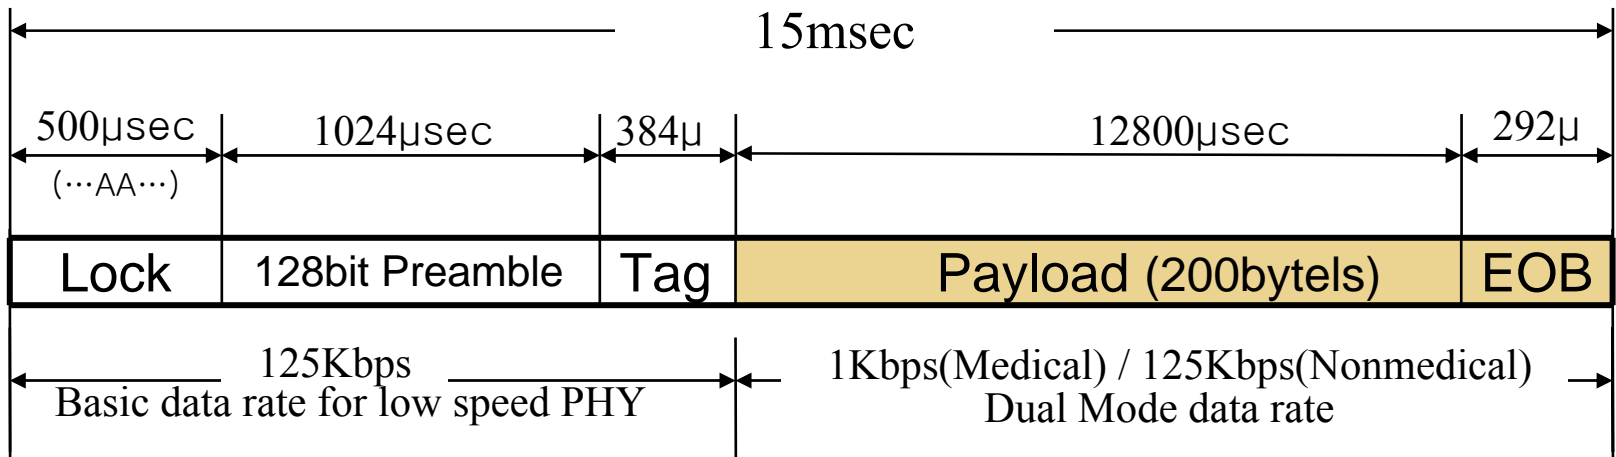 15msec
500μsec
1024μsec
384μ
12800μsec
292μ
(⋯AA⋯)
Lock
128bit Preamble
Tag
Payload (200bytels)
EOB
125Kbps
Basic data rate for low speed PHY
1Kbps(Medical) / 125Kbps(Nonmedical)
Dual Mode data rate